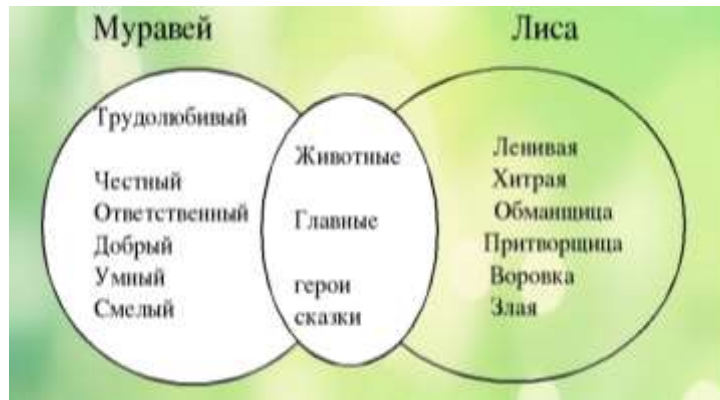 Муравей
Лиса
Трудолюбивый
Честный
Ответственный
Добрый
Умный
Смелый
Животные
Главные
герои
сказки
Ленивая
Хитрая
Обманщица
Притворщица
Воровка
Злая